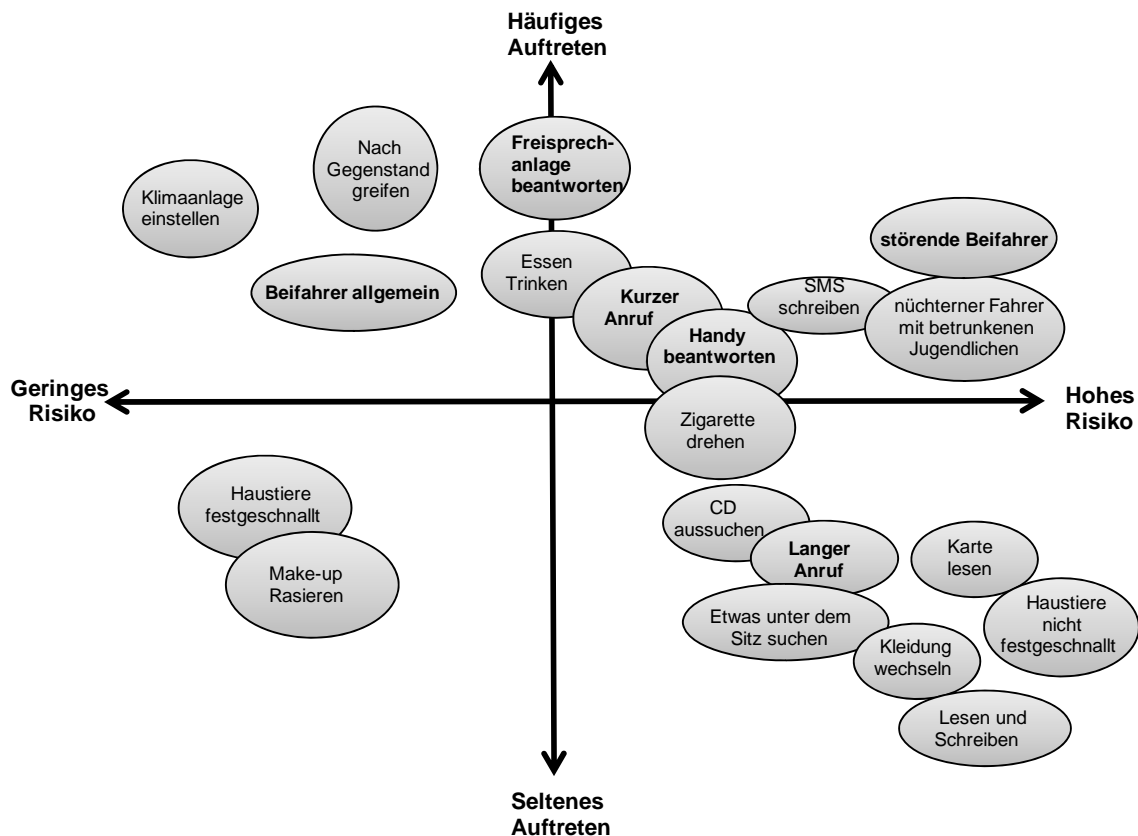 Häufiges
Auftreten
Freisprech-
anlage
beantworten
Nach
Gegenstand
greifen
Klimaanlage
einstellen
störende Beifahrer
Essen
Trinken
Beifahrer allgemein
Kurzer
Anruf
SMS
schreiben
nüchterner Fahrer
mit betrunkenen
Jugendlichen
Handy
beantworten
Geringes
Risiko
Hohes
Risiko
Zigarette
drehen
Haustiere
festgeschnallt
CD
aussuchen
Langer
Anruf
Karte
lesen
Make-up
Rasieren
Etwas unter dem
Sitz suchen
Haustiere
nicht
festgeschnallt
Kleidung
wechseln
Lesen und
Schreiben
Seltenes
Auftreten